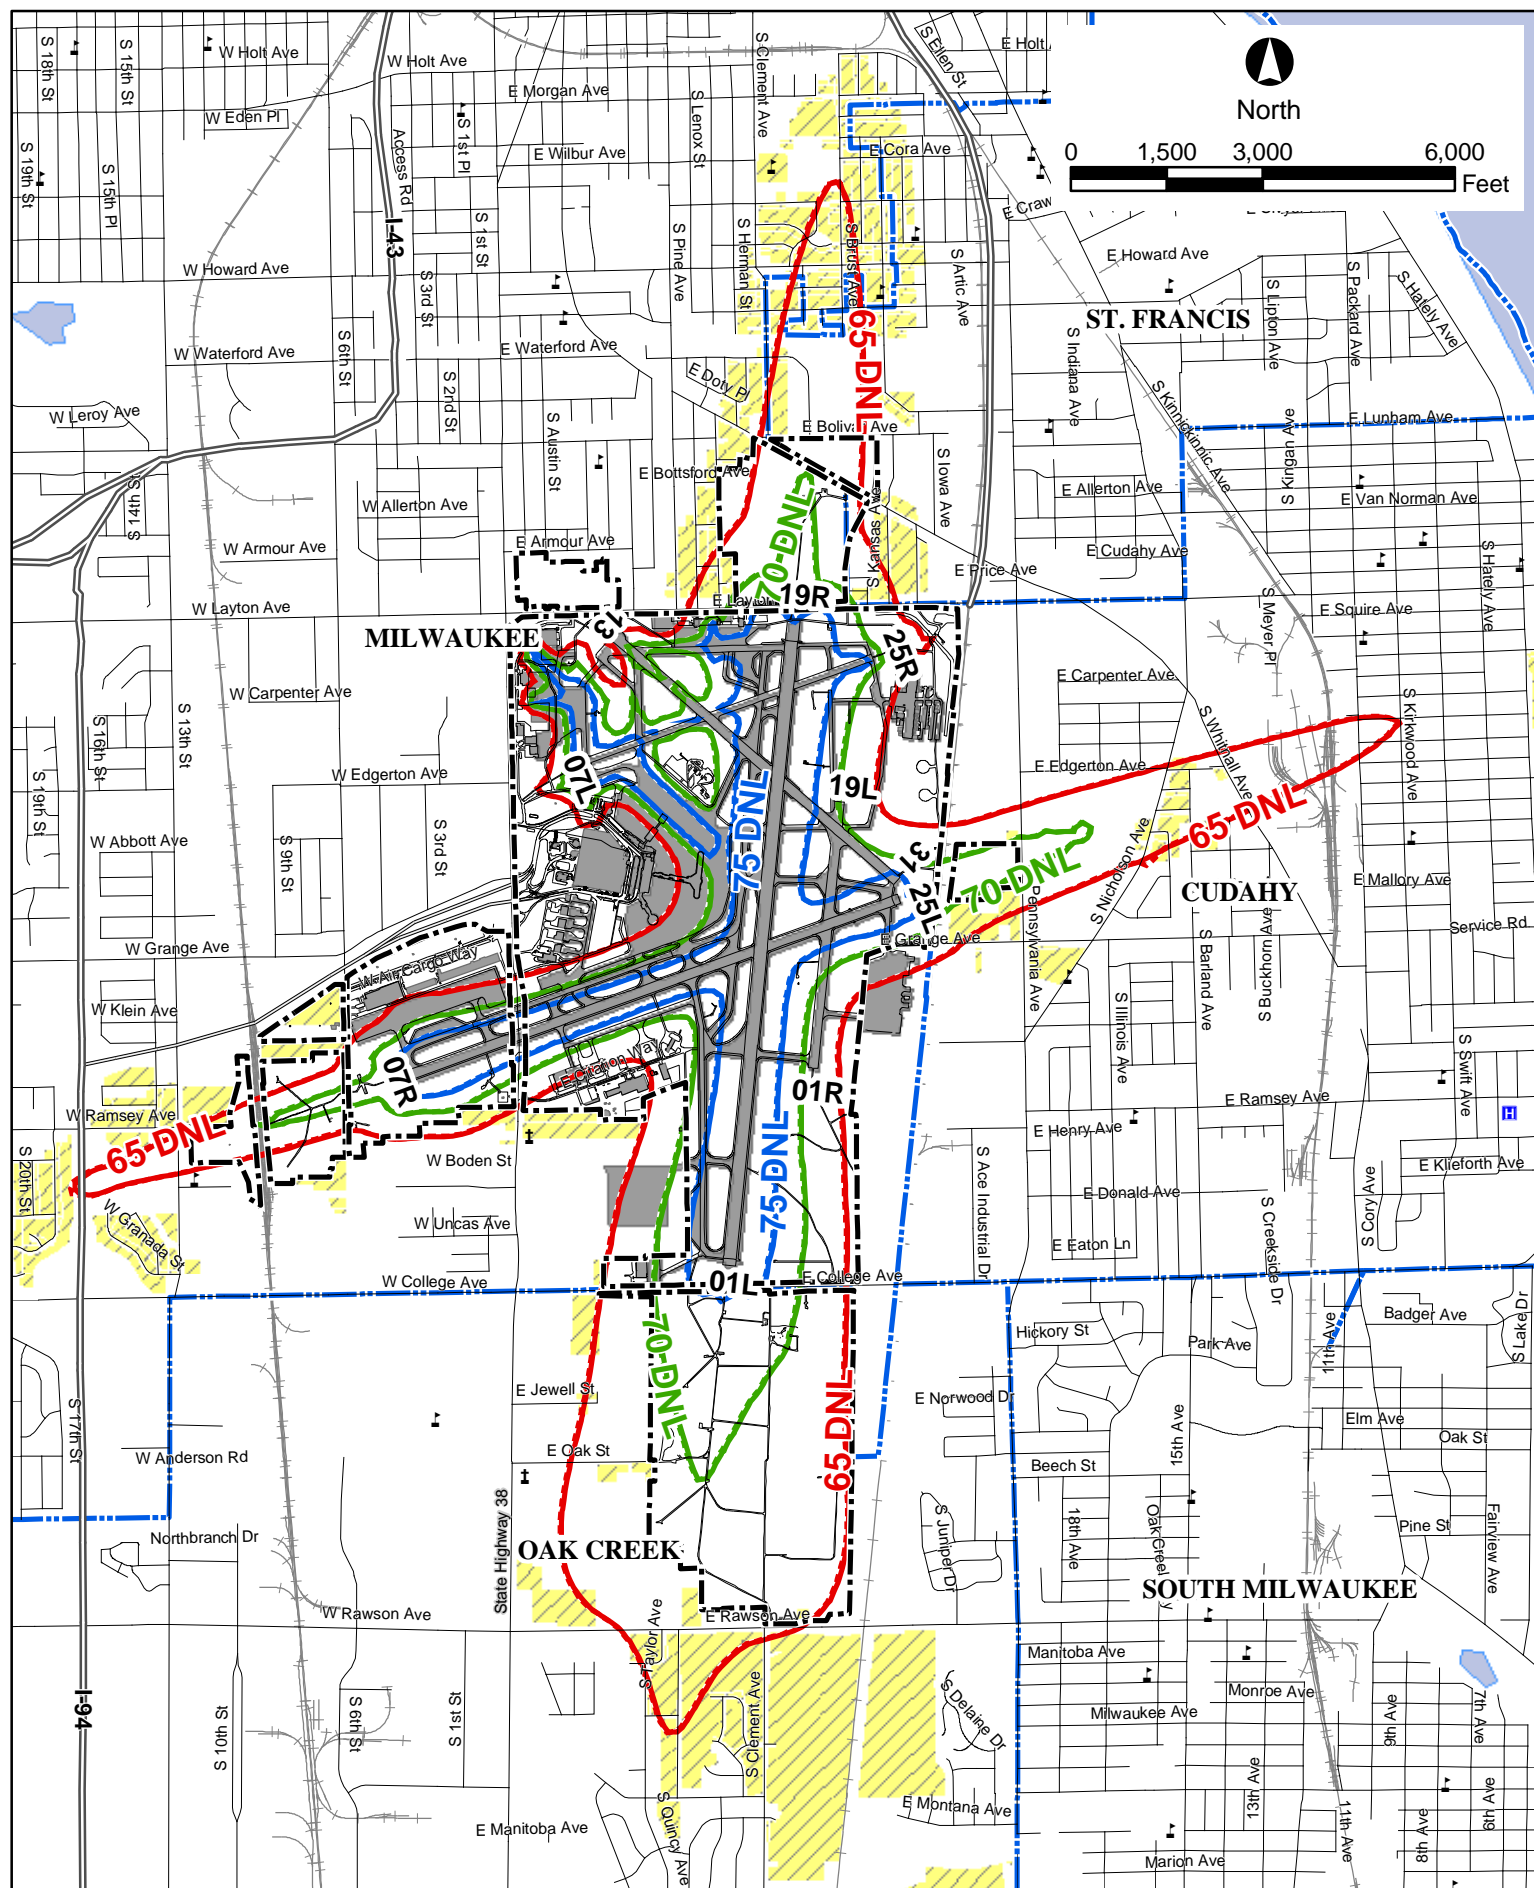 S 18th St
S 15th St
W Holt Ave
W Holt Ave
S Clement Ave
S Ellen St
E Holt
North
0 1,500 3,000 6,000
Feet
E Morgan Ave
W Eden Pl
Access Rd
S 1st Pl
S Lenox St
E Wilbur Ave
E Cora Ave
S 19th St
S 15th Pl
E Craw
S 1st St
S Pine Ave
S Herman St
S Brust Ave
S Artic Ave
I-43
W Howard Ave
E Howard Ave
S 3rd St
S Lipton Ave
S Packard Ave
S Hately Ave
ST. FRANCIS
65 DNL
S 6th St
W Waterford Ave
E Waterford Ave
S Indiana Ave
E Doty Pl
S 2nd St
W Leroy Ave
S Kinnickinnic Ave
E Lunham Ave
S Austin St
E Bolivar Ave
S Iowa Ave
S Kingan Ave
E Bottsford Ave
E Allerton Ave
E Van Norman Ave
S 14th St
W Allerton Ave
70 DNL
S Kansas Ave
W Armour Ave
E Armour Ave
E Cudahy Ave
E Price Ave
S Hately Ave
W Layton Ave
E Layton
19R
S Meyer Pl
E Squire Ave
MILWAUKEE
13
25R
E Carpenter Ave
W Carpenter Ave
S 16th St
S 13th St
S Whitnall Ave
S Kirkwood Ave
W Edgerton Ave
E Edgerton Ave
07L
19L
75 DNL
S 19th St
65 DNL
W Abbott Ave
S 9th St
S 3rd St
31
S Nicholson Ave
70 DNL
E Mallory Ave
CUDAHY
25L
Pennsylvania Ave
W Grange Ave
E Grange Ave
S Barland Ave
S Buckhorn Ave
Service Rd
W Air Cargo Way
W Klein Ave
S Illinois Ave
E Citation Way
07R
01R
S Swift Ave
W Ramsey Ave
E Ramsey Ave
H
65 DNL
E Henry Ave
S 20th St
W Boden St
S Ace Industrial Dr
E Klieforth Ave
75 DNL
E Donald Ave
W Granada St
W Uncas Ave
S Creekside Dr
S Cory Ave
E Eaton Ln
W College Ave
01L
E College Ave
Hickory St
Park Ave
11th Ave
Badger Ave
S Lake Dr
70 DNL
E Jewell St
E Norwood Dr
65 DNL
S 17th St
15th Ave
Elm Ave
Oak St
W Anderson Rd
E Oak St
Beech St
State Highway 38
S Juniper Dr
18th Ave
Pine St
Fairview Ave
Northbranch Dr
OAK CREEK
SOUTH MILWAUKEE
W Rawson Ave
E Rawson Ave
S Taylor Ave
Manitoba Ave
I-94
S 10th St
S 6th St
S 1st St
S Clement Ave
S Delaine Dr
Monroe Ave
Milwaukee Ave
9th Ave
7th Ave
S Quincy Ave
E Montana Ave
E Manitoba Ave
13th Ave
11th Ave
8th Ave
6th Ave
Marion Ave